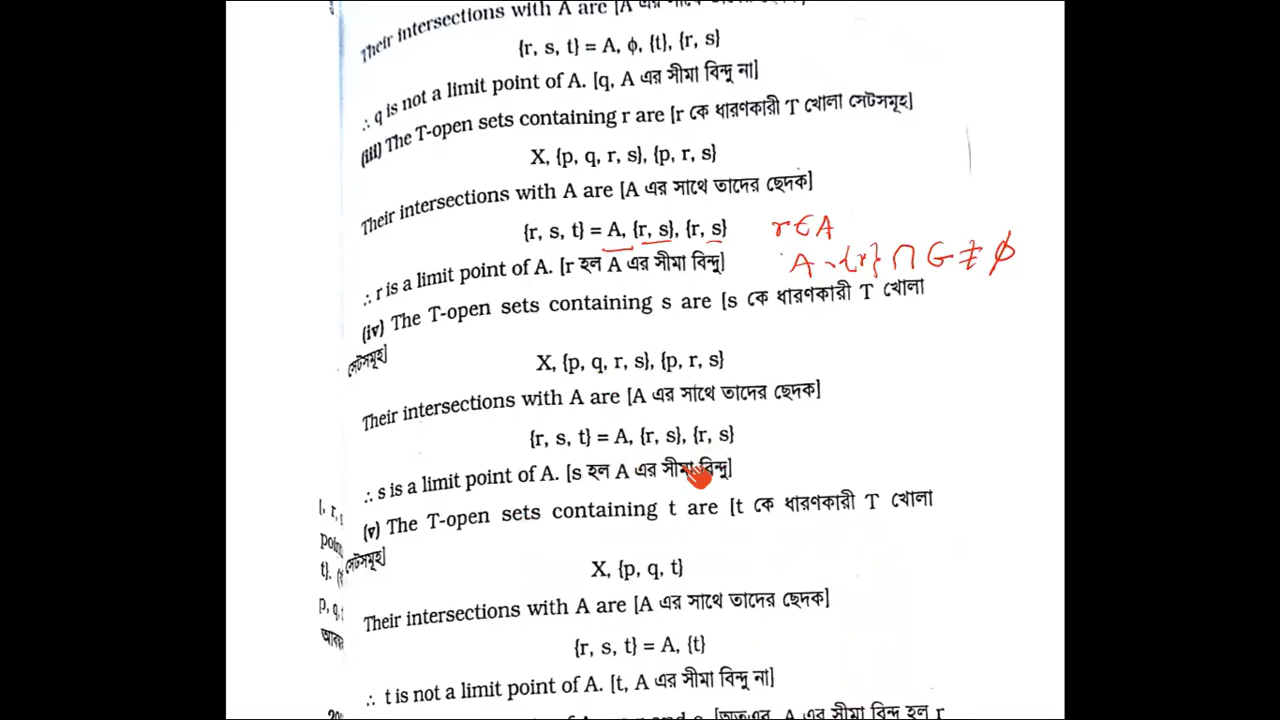 Their intersections with A are [A এর সাথে তাদের
{r, s, t} = A, ϕ, {t}, {r, s}
∴ q is not a limit point of A. [q, A এর সীমা বিন্দু না]
(iii) The T-open sets containing r are [r কে ধারণকারী T খোলা সেটসমূহ]
X, {p, q, r, s}, {p, r, s}
Their intersections with A are [A এর সাথে তাদের ছেদক]
{r, s, t} = A, {r, s}, {r, s}
r ∈ A
∴ r is a limit point of A. [r হল A এর সীমা বিন্দু]
A \ {r} ∩ G ≠ ϕ
(iv) The T-open sets containing s are [s কে ধারণকারী T খোলা
সেটসমূহ]
X, {p, q, r, s}, {p, r, s}
Their intersections with A are [A এর সাথে তাদের ছেদক]
{r, s, t} = A, {r, s}, {r, s}
∴ s is a limit point of A. [s হল A এর সীমা বিন্দু]
(v) The T-open sets containing t are [t কে ধারণকারী T খোলা
সেটসমূহ]
X, {p, q, t}
Their intersections with A are [A এর সাথে তাদের ছেদক]
{r, s, t} = A, {t}
∴ t is not a limit point of A. [t, A এর সীমা বিন্দু না]